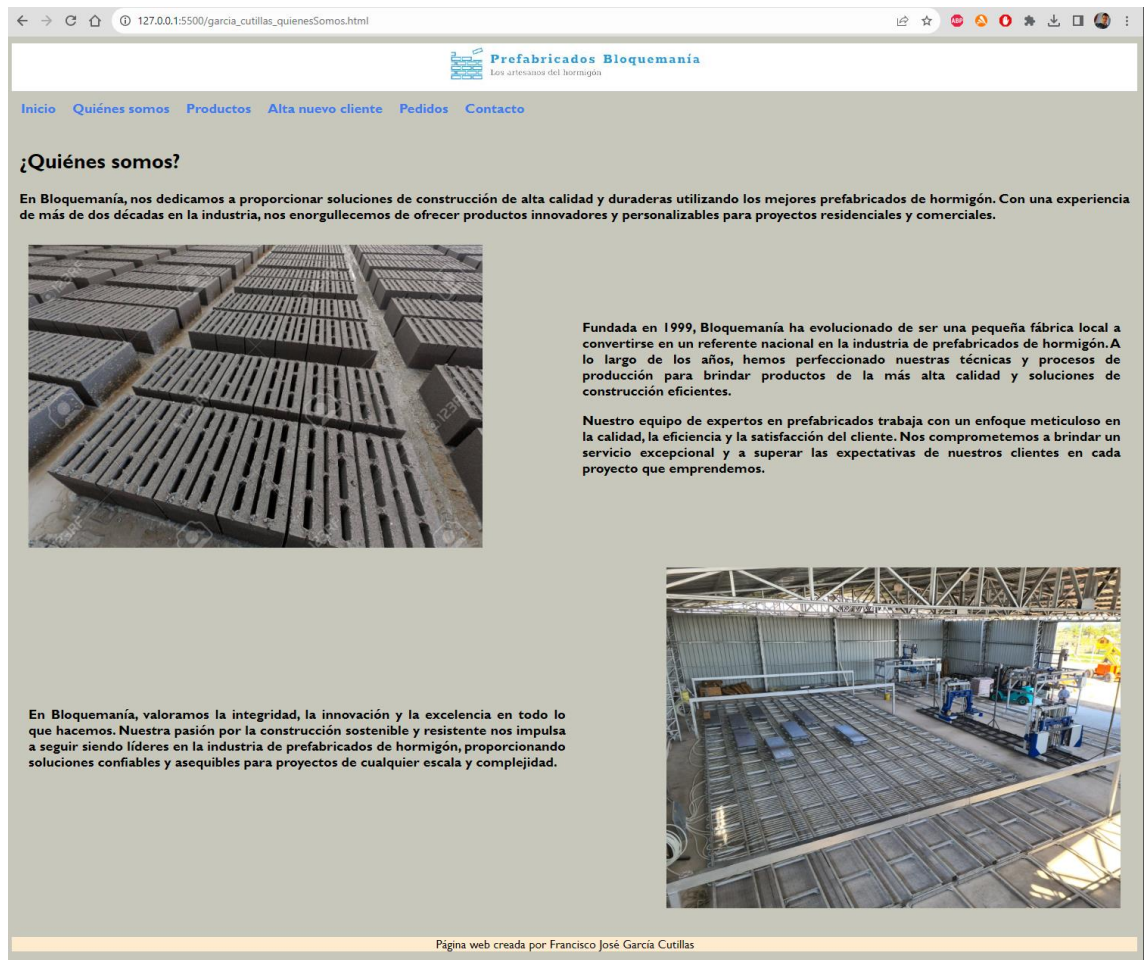 127.0.0.1:5500/garcia_cutillas_quienesSomos.html
ABP
Prefabricados Bloquemanía
Los artesanos del hormigón
Inicio Quiénes somos Productos Alta nuevo cliente Pedidos Contacto
¿Quiénes somos?
En Bloquemanía, nos dedicamos a proporcionar soluciones de construcción de alta calidad y duraderas utilizando los mejores prefabricados de hormigón. Con una experiencia
de más de dos décadas en la industria, nos enorgullecemos de ofrecer productos innovadores y personalizables para proyectos residenciales y comerciales.
123RF
Fundada en 1999, Bloquemanía ha evolucionado de ser una pequeña fábrica local a
convertirse en un referente nacional en la industria de prefabricados de hormigón. A
lo largo de los años, hemos perfeccionado nuestras técnicas y procesos de
producción para brindar productos de la más alta calidad y soluciones de
construcción eficientes.
Nuestro equipo de expertos en prefabricados trabaja con un enfoque meticuloso en
la calidad, la eficiencia y la satisfacción del cliente. Nos comprometemos a brindar un
servicio excepcional y a superar las expectativas de nuestros clientes en cada
proyecto que emprendemos.
En Bloquemanía, valoramos la integridad, la innovación y la excelencia en todo lo
que hacemos. Nuestra pasión por la construcción sostenible y resistente nos impulsa
a seguir siendo líderes en la industria de prefabricados de hormigón, proporcionando
soluciones confiables y asequibles para proyectos de cualquier escala y complejidad.
Página web creada por Francisco José García Cutillas